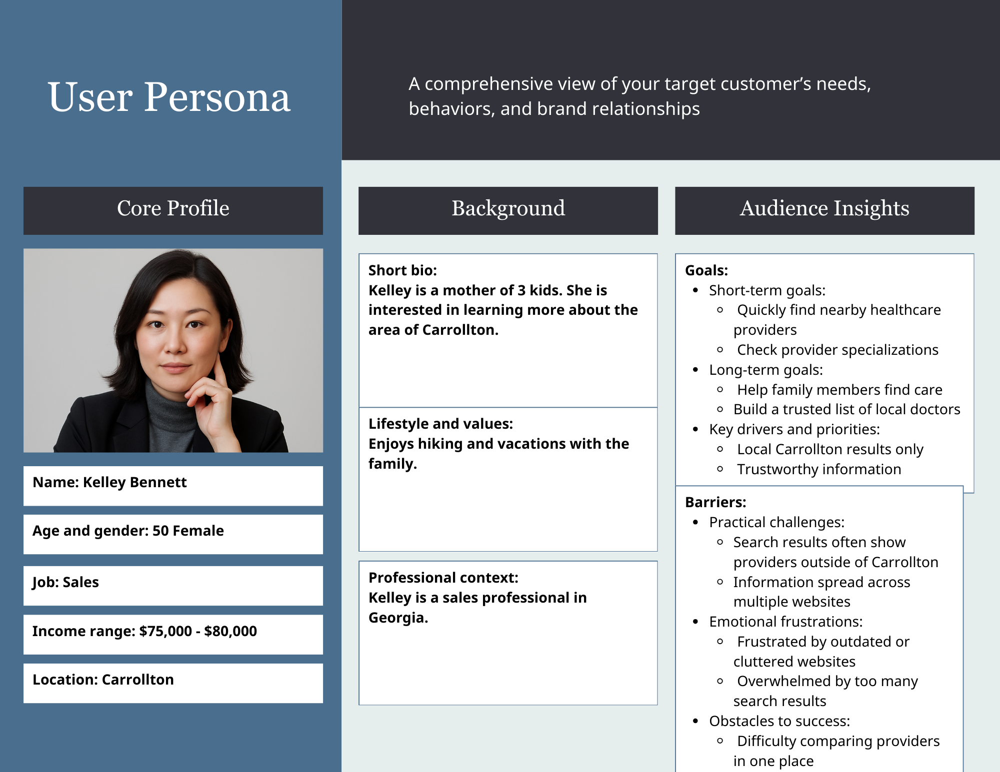 User Persona
A comprehensive view of your target customer’s needs,
behaviors, and brand relationships
Core Profile
Name: Kelley Bennett
Age and gender: 50 Female
Job: Sales
Income range: $75,000 - $80,000
Location: Carrollton
Background
Short bio:
Kelley is a mother of 3 kids. She is
interested in learning more about the
area of Carrollton.
Lifestyle and values:
Enjoys hiking and vacations with the
family.
Professional context:
Kelley is a sales professional in
Georgia.
Audience Insights
Goals:
Short-term goals:
Quickly find nearby healthcare
providers
Check provider specializations
Long-term goals:
Help family members find care
Build a trusted list of local doctors
Key drivers and priorities:
Local Carrollton results only
Trustworthy information
Barriers:
Practical challenges:
Search results often show
providers outside of Carrollton
Information spread across
multiple websites
Emotional frustrations:
Frustrated by outdated or
cluttered websites
Overwhelmed by too many
search results
Obstacles to success:
Difficulty comparing providers
in one place